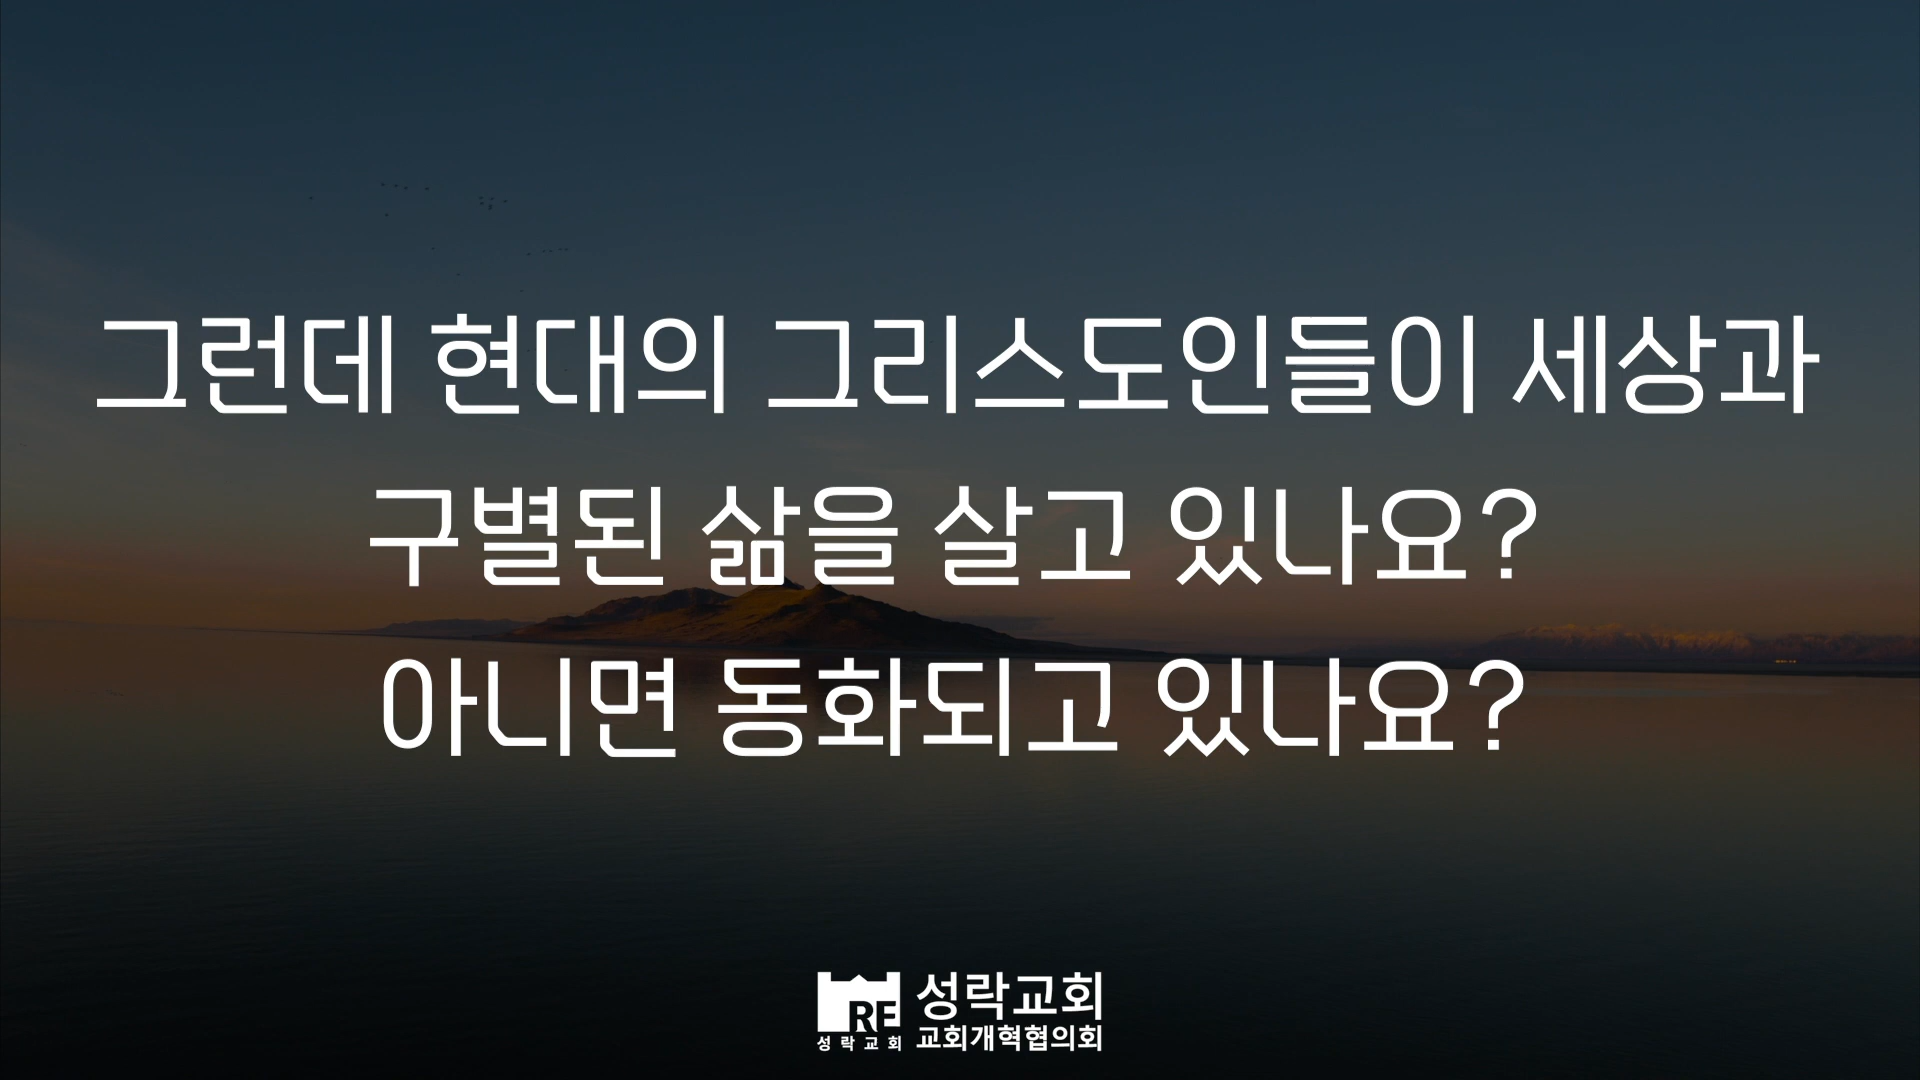 그런데 현대의 그리스도인들이 세상과
구별된 삶을 살고 있나요?
아니면 동화되고 있나요?
RE
성락교회
성락교회
교회개혁협의회